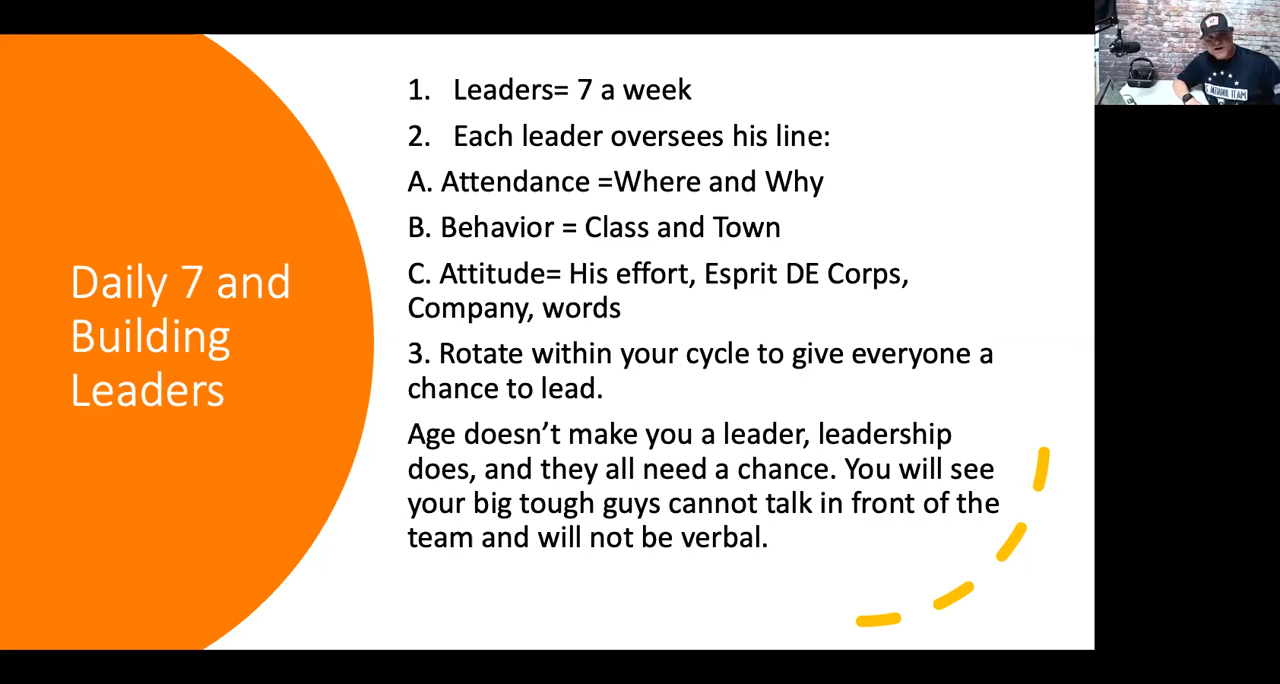 Daily 7 and
Building
Leaders
1. Leaders= 7 a week
2. Each leader oversees his line:
A. Attendance =Where and Why
B. Behavior = Class and Town
C. Attitude= His effort, Esprit DE Corps,
Company, words
3. Rotate within your cycle to give everyone a
chance to lead.
Age doesn’t make you a leader, leadership
does, and they all need a chance. You will see
your big tough guys cannot talk in front of the
team and will not be verbal.
TEAM